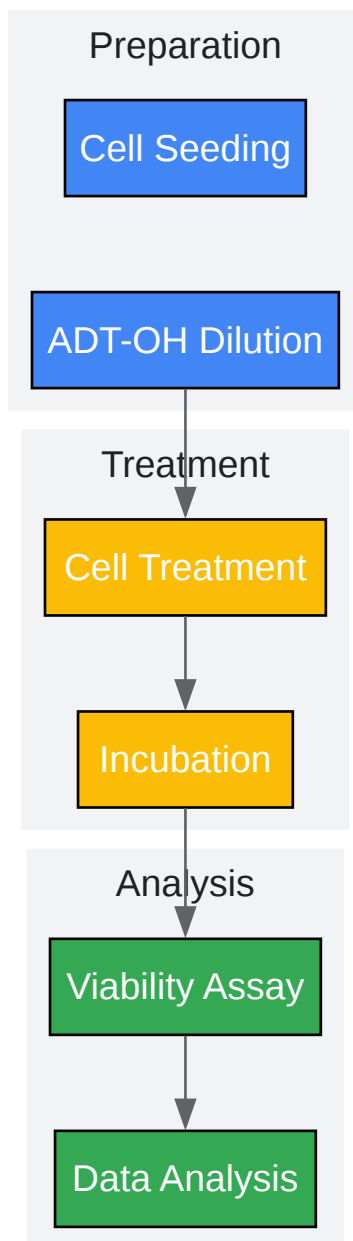 Preparation
Cell Seeding
ADT-OH Dilution
Treatment
Cell Treatment
Incubation
Analysis
Viability Assay
Data Analysis